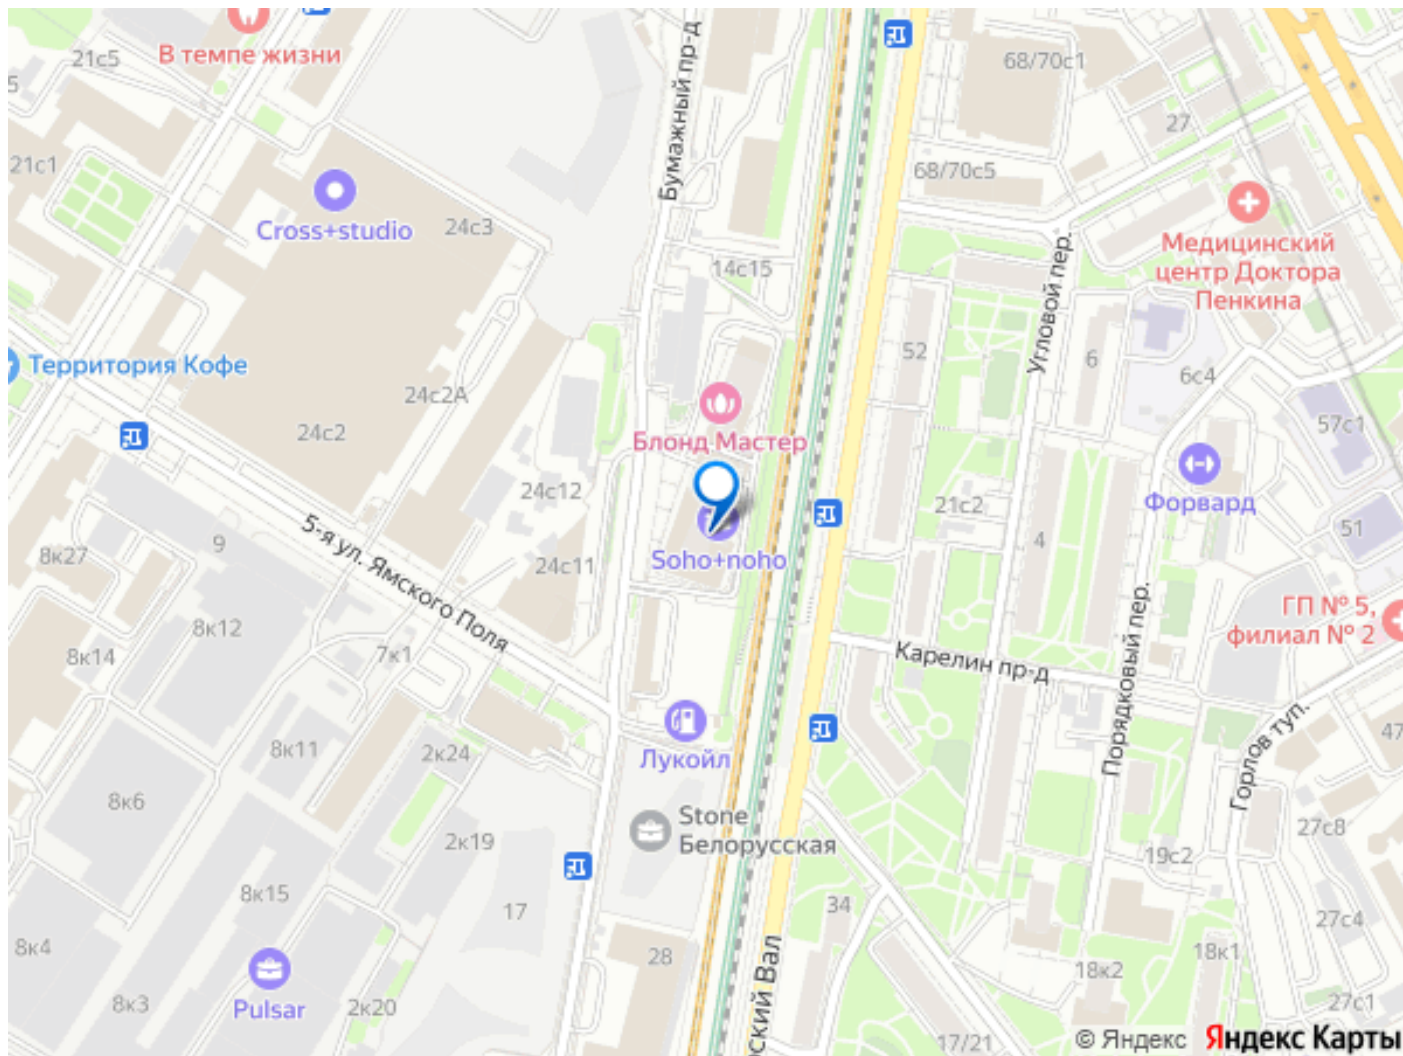 В темпе жизни
21с5
5
21с1
Cross+studio
24с3
Бумажный пр-д
14с15
68/70с1
27
68/70с5
Медицинский
центр Доктора
Пенкина
Угловой пер.
52
6
6с4
57с1
Территория Кофе
24с2А
24с2
Блонд Мастер
24с12
Soho+noho
24с11
21с2
4
Форвард
51
5-я ул. Ямского Поля
9
8к27
8к12
8к14
7к1
Карелин пр-д
Порядковый пер.
ГП № 5,
филиал № 2
Горлов туп.
47
Лукойл
8к11
2к24
8к6
Stone
Белорусская
2к19
27с8
19с2
8к15
17
34
27с4
8к4
28
18к2
18к1
Pulsar
8к3
2к20
ский Вал
17/21
27с1
© Яндекс Яндекс Карты